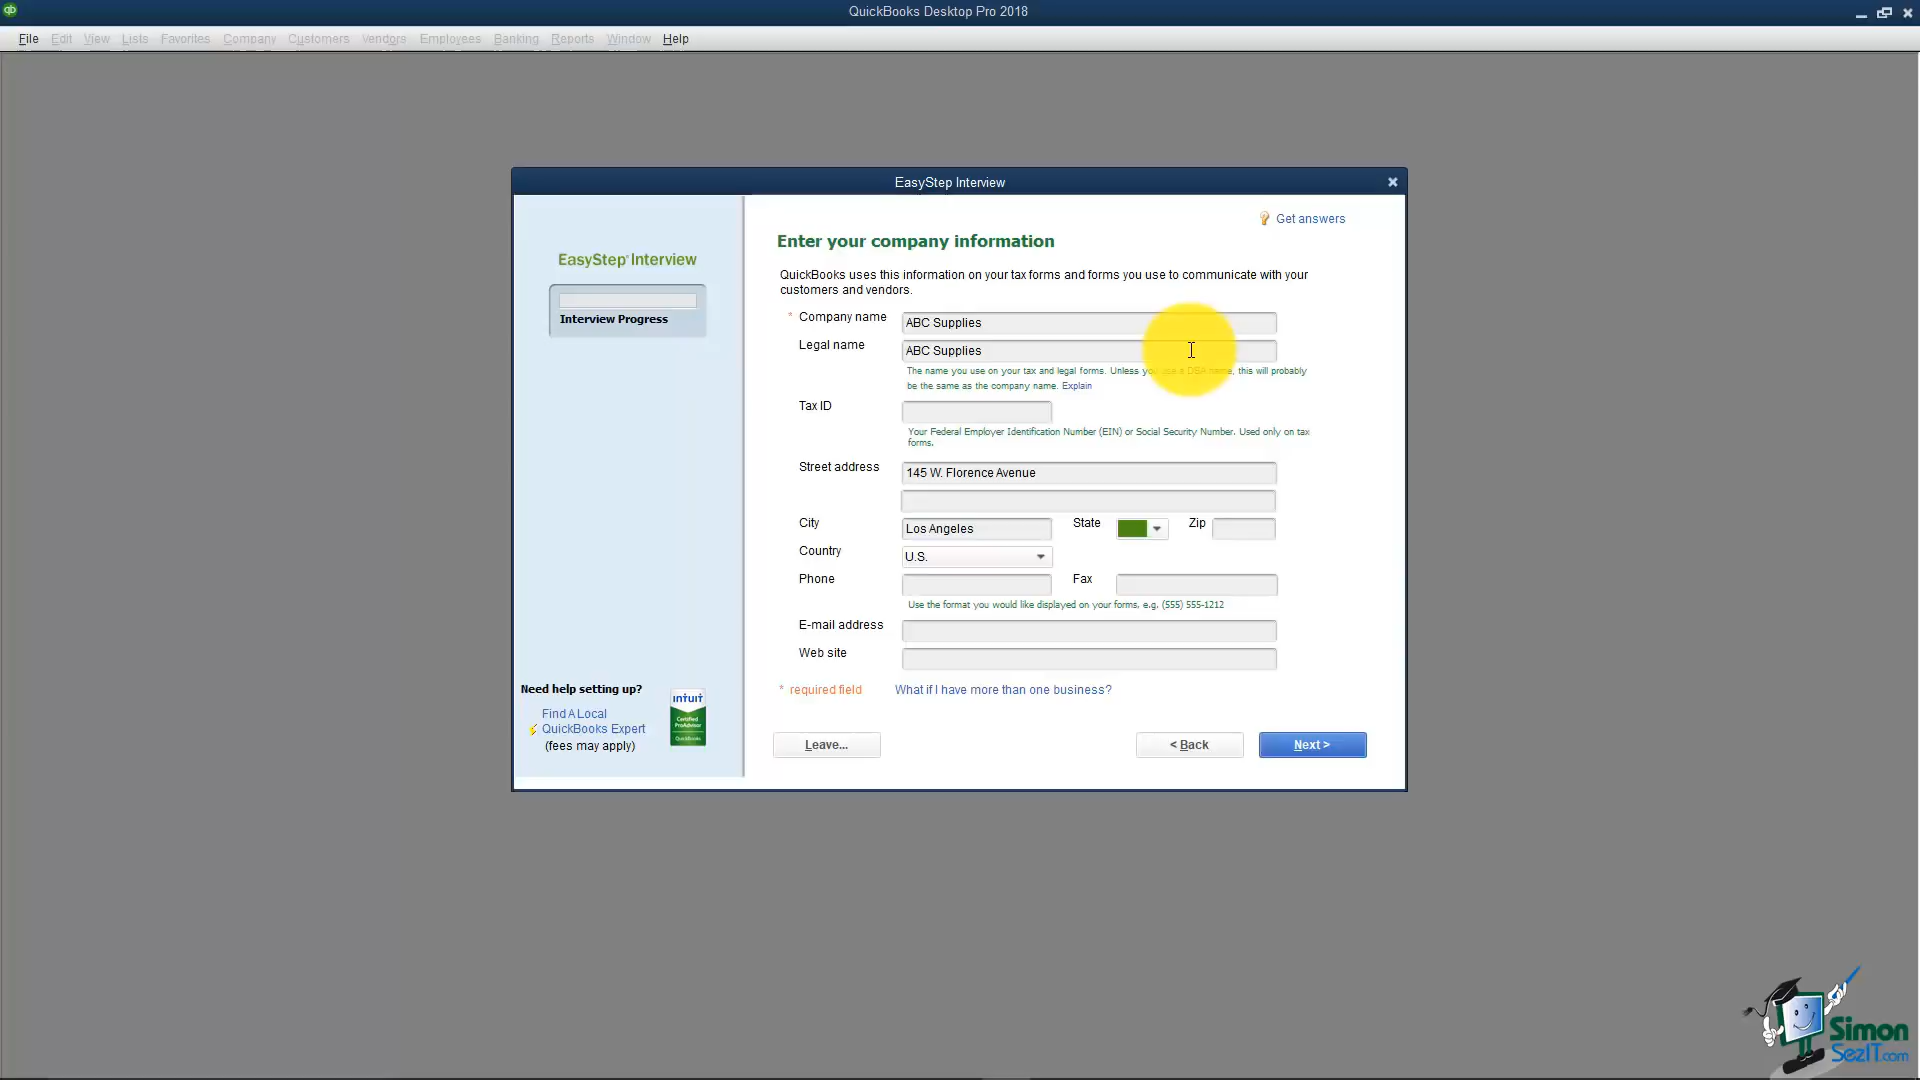 qb
QuickBooks Desktop Pro 2018
File Edit View Lists Favorites Company Customers Vendors Employees Banking Reports Window Help
EasyStep Interview
Get answers
EasyStep Interview
Interview Progress
Enter your company information
QuickBooks uses this information on your tax forms and forms you use to communicate with your
customers and vendors.
* Company name ABC Supplies
Legal name ABC Supplies
The name you use on your tax and legal forms. Unless you use a DBA name, this will probably
be the same as the company name. Explain
Tax ID
Your Federal Employer Identification Number (EIN) or Social Security Number. Used only on tax
forms.
Street address 145 W. Florence Avenue
City Los Angeles State Zip
Country U.S.
Phone Fax
Use the format you would like displayed on your forms, e.g. (555) 555-1212
E-mail address
Web site
* required field What if I have more than one business?
Need help setting up?
Find A Local
QuickBooks Expert
(fees may apply)
intuit
Certified
ProAdvisor
QuickBooks
Leave... < Back Next >
Simon
SezIT.com